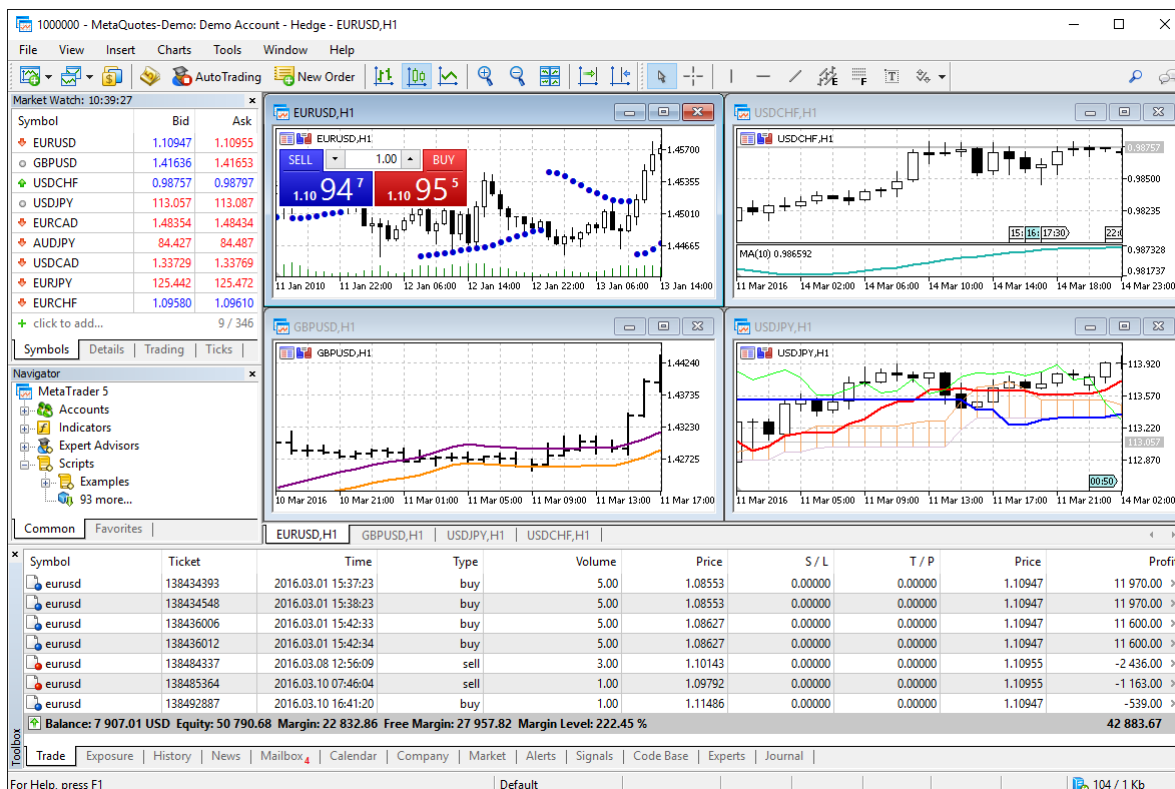 1000000 - MetaQuotes-Demo: Demo Account - Hedge - EURUSD,H1
File View Insert Charts Tools Window Help
AutoTrading New Order
Market Watch: 10:39:27
Symbol Bid Ask
EURUSD 1.10947 1.10955
GBPUSD 1.41636 1.41653
USDCHF 0.98757 0.98797
USDJPY 113.057 113.087
EURCAD 1.48354 1.48434
AUDJPY 84.427 84.487
USDCAD 1.33729 1.33769
EURJPY 125.442 125.472
EURCHF 1.09580 1.09610
click to add... 9 / 346
Symbols Details Trading Ticks
Navigator
MetaTrader 5
Accounts
Indicators
Expert Advisors
Scripts
Examples
93 more...
Common Favorites
EURUSD,H1
EURUSD,H1
SELL 1.00 BUY
1.10 94 7 1.10 95 5
1.45700
1.45355
1.45010
1.44665
11 Jan 2010 11 Jan 22:00 12 Jan 06:00 12 Jan 14:00 12 Jan 22:00 13 Jan 06:00 13 Jan 14:00
USDCHF,H1
USDCHF,H1
0.98757
0.98500
0.98235
15: 16: 17:30 22:0
MA(10) 0.986592
0.987328
0.981737
11 Mar 2016 14 Mar 02:00 14 Mar 06:00 14 Mar 10:00 14 Mar 14:00 14 Mar 18:00 14 Mar 23:00
GBPUSD,H1
GBPUSD,H1
1.44240
1.43735
1.43230
1.42725
10 Mar 2016 10 Mar 21:00 11 Mar 01:00 11 Mar 05:00 11 Mar 09:00 11 Mar 13:00 11 Mar 17:00
USDJPY,H1
USDJPY,H1
113.920
113.570
113.220
113.057
112.870
00:50
11 Mar 2016 11 Mar 05:00 11 Mar 09:00 11 Mar 13:00 11 Mar 17:00 11 Mar 21:00 14 Mar 02:00
EURUSD,H1 GBPUSD,H1 USDJPY,H1 USDCHF,H1
Symbol Ticket Time Type Volume Price S / L T / P Price Profit
eurusd 138434393 2016.03.01 15:37:23 buy 5.00 1.08553 0.00000 0.00000 1.10947 11 970.00
eurusd 138434548 2016.03.01 15:38:23 buy 5.00 1.08553 0.00000 0.00000 1.10947 11 970.00
eurusd 138436006 2016.03.01 15:42:33 buy 5.00 1.08627 0.00000 0.00000 1.10947 11 600.00
eurusd 138436012 2016.03.01 15:42:34 buy 5.00 1.08627 0.00000 0.00000 1.10947 11 600.00
eurusd 138484337 2016.03.08 12:56:09 sell 3.00 1.10143 0.00000 0.00000 1.10955 -2 436.00
eurusd 138485364 2016.03.10 07:46:04 sell 1.00 1.09792 0.00000 0.00000 1.10955 -1 163.00
eurusd 138492887 2016.03.10 16:41:20 buy 1.00 1.11486 0.00000 0.00000 1.10947 -539.00
Balance: 7 907.01 USD Equity: 50 790.68 Margin: 22 832.86 Free Margin: 27 957.82 Margin Level: 222.45 % 42 883.67
Toolbox
Trade Exposure History News Mailbox 4 Calendar Company Market Alerts Signals Code Base Experts Journal
For Help, press F1 Default 104 / 1 Kb